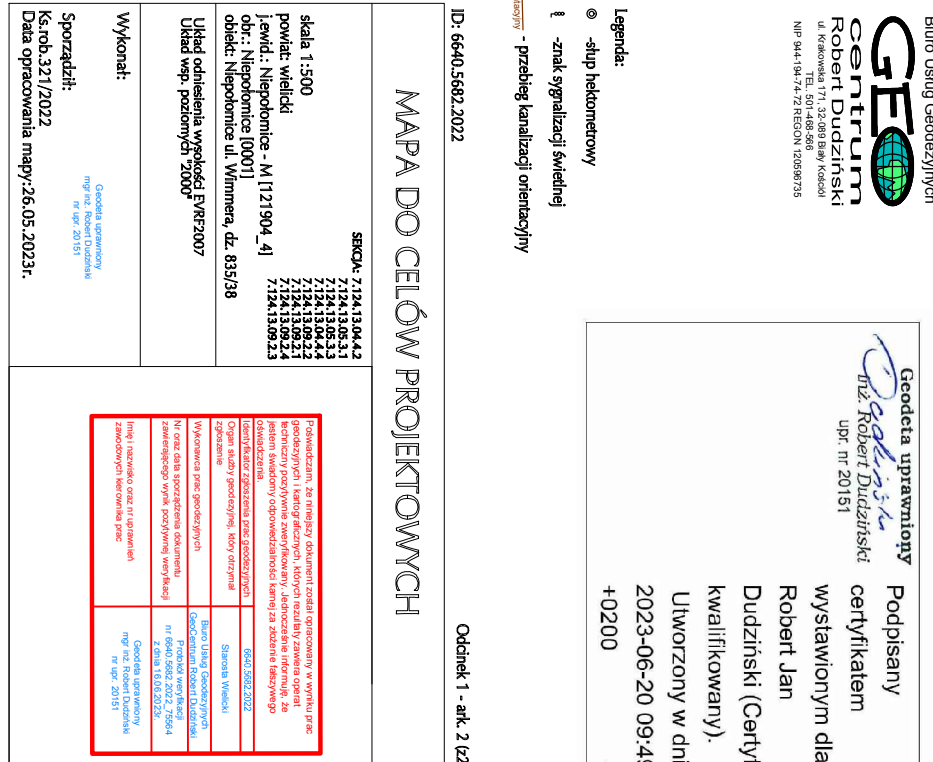 Biuro Usług Geodezyjnych
GEO
centrum
Robert Dudziński
ul. Krakowska 171, 32-089 Biały Kościół
TEL. 501-468-566
NIP 944-194-74-72 REGON 120596735
Legenda:
-słup hektometrowy
-znak sygnalizacji świetlnej
- przebieg kanalizacji orientacyjny
Geodeta uprawniony
inż. Robert Dudziński
upr. nr 20151
Podpisany
certyfikatem
wystawionym dla
Robert Jan
Dudziński
kwalifikowany).
Utworzony w
2023-06-20
+0200
ID: 6640.5682.2022
Odcinek 1 - ark. 2
MAPA DO CELÓW PROJEKTOWYCH
SEKCJA: 7.124.13.04.4.2
7.124.13.05.3.1
7.124.13.05.3.3
7.124.13.04.4.4
7.124.13.09.2.2
7.124.13.09.2.1
7.124.13.09.2.4
7.124.13.09.2.3
skala 1:500
powiat: wielicki
j.ewid.: Niepołomice - M [121904_4]
obr.: Niepołomice [0001]
obiekt: Niepołomice ul. Wimmera, dz. 835/38
Układ odniesienia wysokości EVRF2007
Układ wsp. poziomych "2000"
Wykonał:
Geodeta uprawniony
mgr inż. Robert Dudziński
nr upr. 20151
Sporządził:
Ks.rob.321/2022
Data opracowania mapy:26.05.2023r.
Poświadczam, że niniejszy dokument został opracowany w wyniku prac
geodezyjnych i kartograficznych, których rezultaty zawiera operat
techniczny pozytywnie zweryfikowany. Jednocześnie informuję, że
jestem świadomy odpowiedzialności karnej za złożenie fałszywego
oświadczenia.
Identyfikator zgłoszenia prac geodezyjnych
6640.5682.2022
Organ służby geodezyjnej, który otrzymał
zgłoszenie
Starosta Wielicki
Wykonawca prac geodezyjnych
Biuro Usług Geodezyjnych
GeoCentrum Robert Dudziński
Nr oraz data sporządzenia dokumentu
zawierającego wynik pozytywnej weryfikacji
Protokół weryfikacji
nr 6640.5682.2022_75564
z dnia 16.06.2023r.
Imię i nazwisko oraz nr uprawnień
zawodowych kierownika prac
Geodeta uprawniony
mgr inż. Robert Dudziński
nr upr. 20151